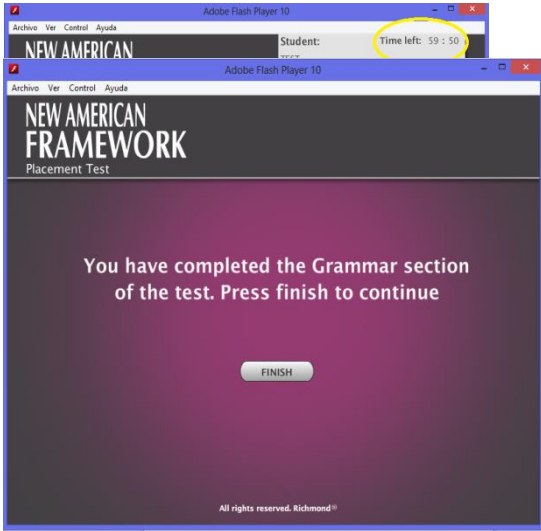 Adobe Flash Player 10
Archivo Ver Control Ayuda
NEW AMERICAN
Student:
Time left: 59 : 50
TEST
Adobe Flash Player 10
Archivo Ver Control Ayuda
NEW AMERICAN
FRAMEWORK
Placement Test
You have completed the Grammar section
of the test. Press finish to continue
FINISH
All rights reserved. Richmond®